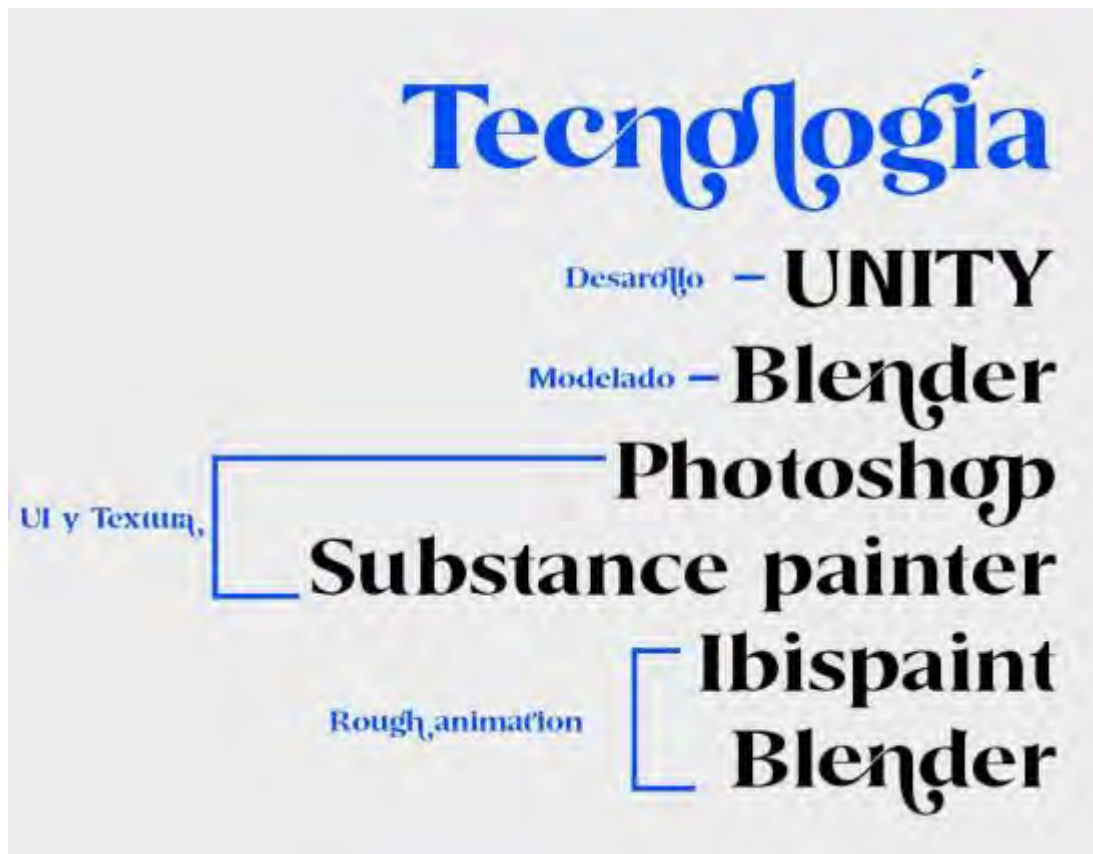 Tecnología
Desarollo – UNITY
Modelado – Blender
Photoshop
UI y Textura,
Substance painter
Ibispaint
Rough animation
Blender